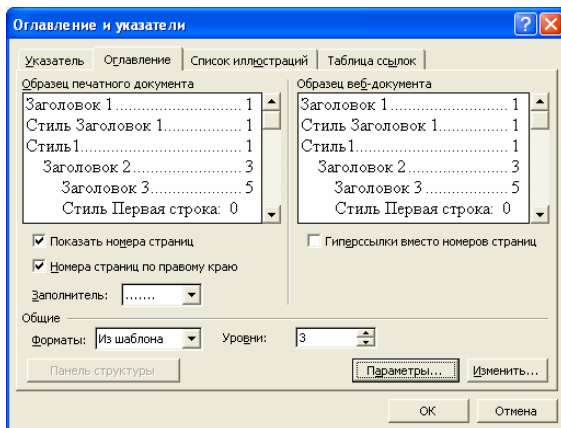 Оглавление и указатели
Указатель Оглавление Список иллюстраций Таблица ссылок
Образец печатного документа
Заголовок 1.......................... 1
Стиль Заголовок 1............... 1
Стиль1.................................. 1
Заголовок 2....................... 3
Заголовок 3.................... 5
Стиль Первая строка: 0
Образец веб-документа
Заголовок 1.......................... 1
Стиль Заголовок 1............... 1
Стиль1.................................. 1
Заголовок 2....................... 3
Заголовок 3.................... 5
Стиль Первая строка: 0
Показать номера страниц
Гиперссылки вместо номеров страниц
Номера страниц по правому краю
Заполнитель: .......
Общие
Форматы: Из шаблона Уровни: 3
Панель структуры Параметры... Изменить...
ОК Отмена